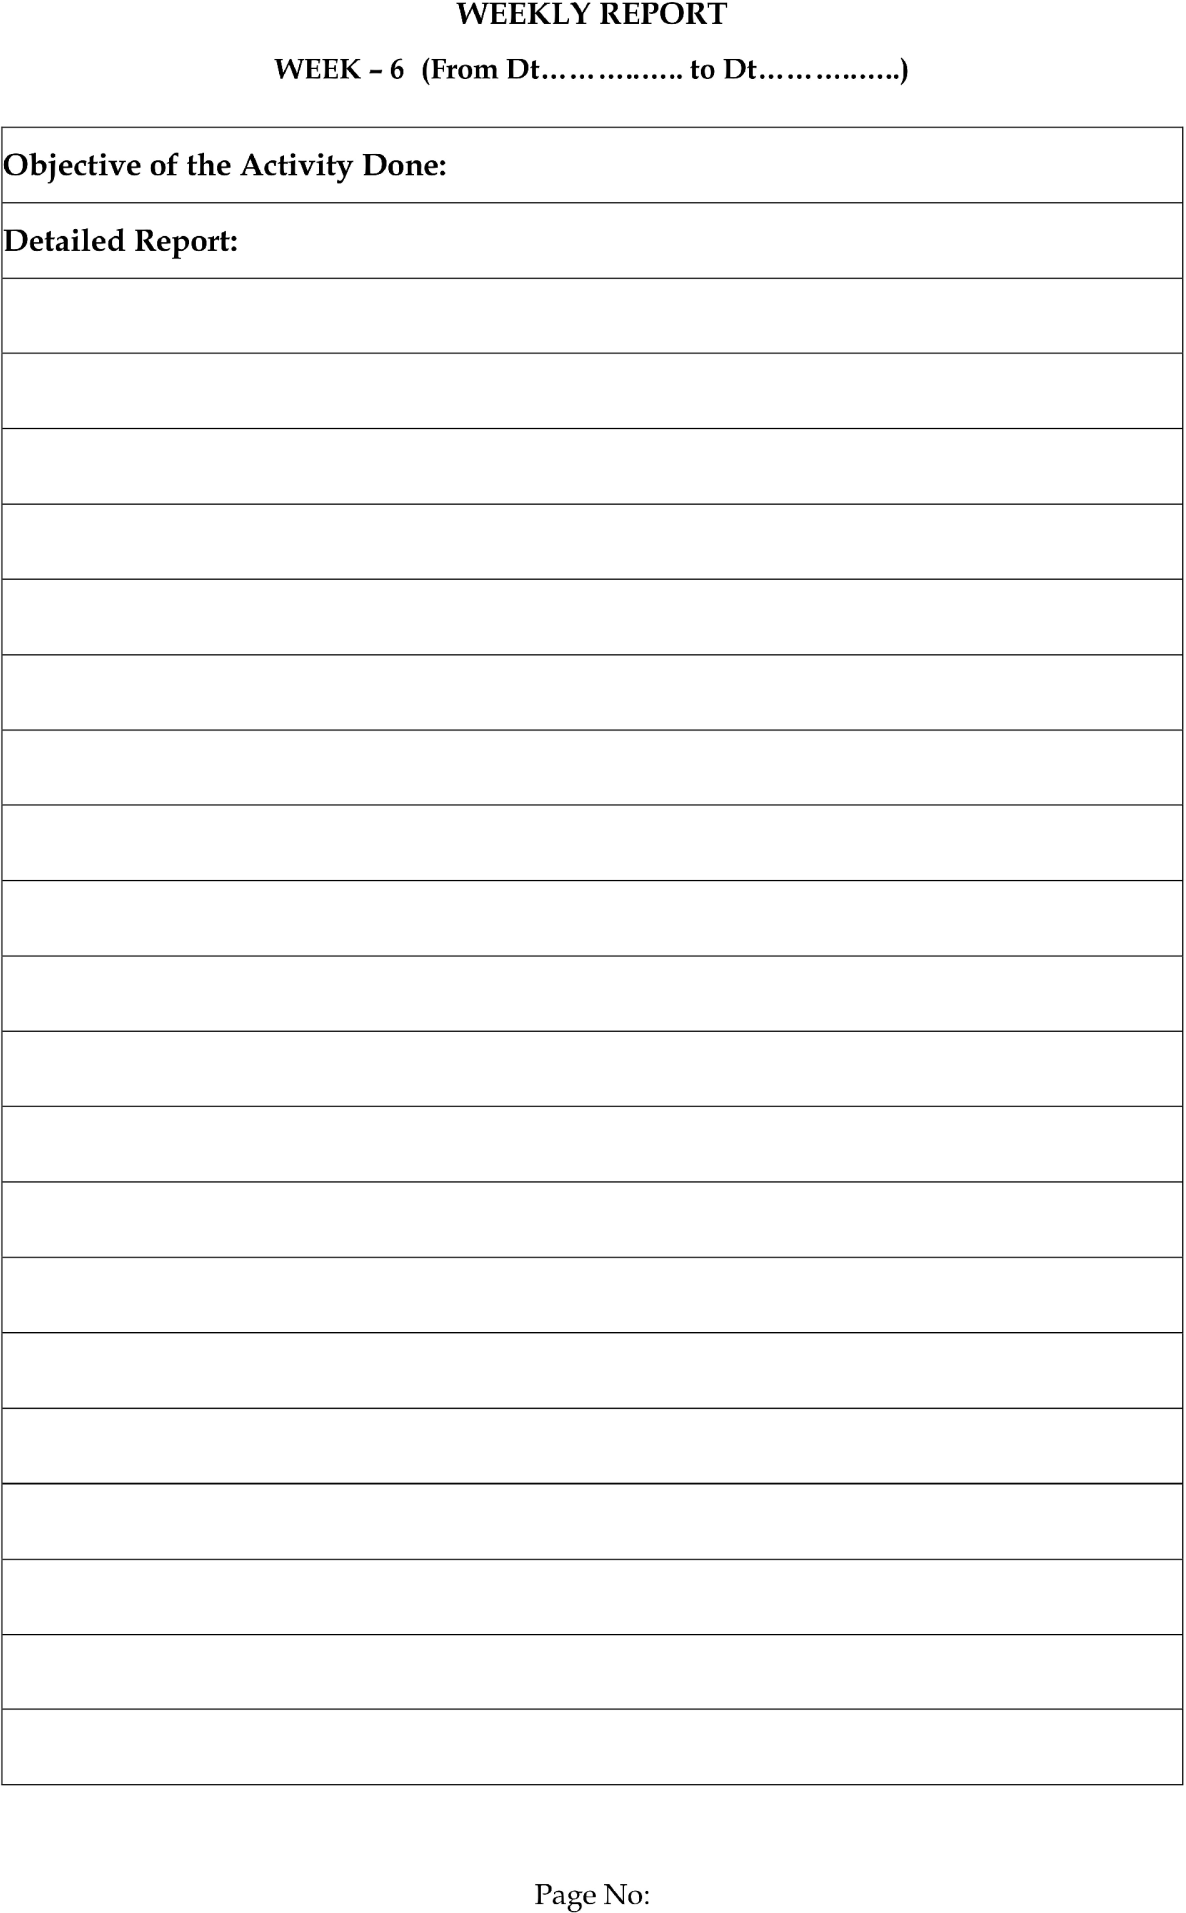 WEEKLY REPORT
WEEK – 6 (From Dt………..….. to Dt………..…..)
Objective of the Activity Done:
Detailed Report:
Page No: